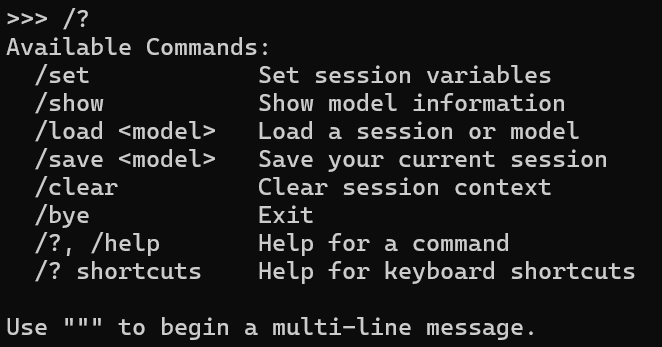 >>> /?
Available Commands:
  /set            Set session variables
  /show           Show model information
  /load <model>   Load a session or model
  /save <model>   Save your current session
  /clear          Clear session context
  /bye            Exit
  /?, /help       Help for a command
  /? shortcuts    Help for keyboard shortcuts

Use """ to begin a multi-line message.